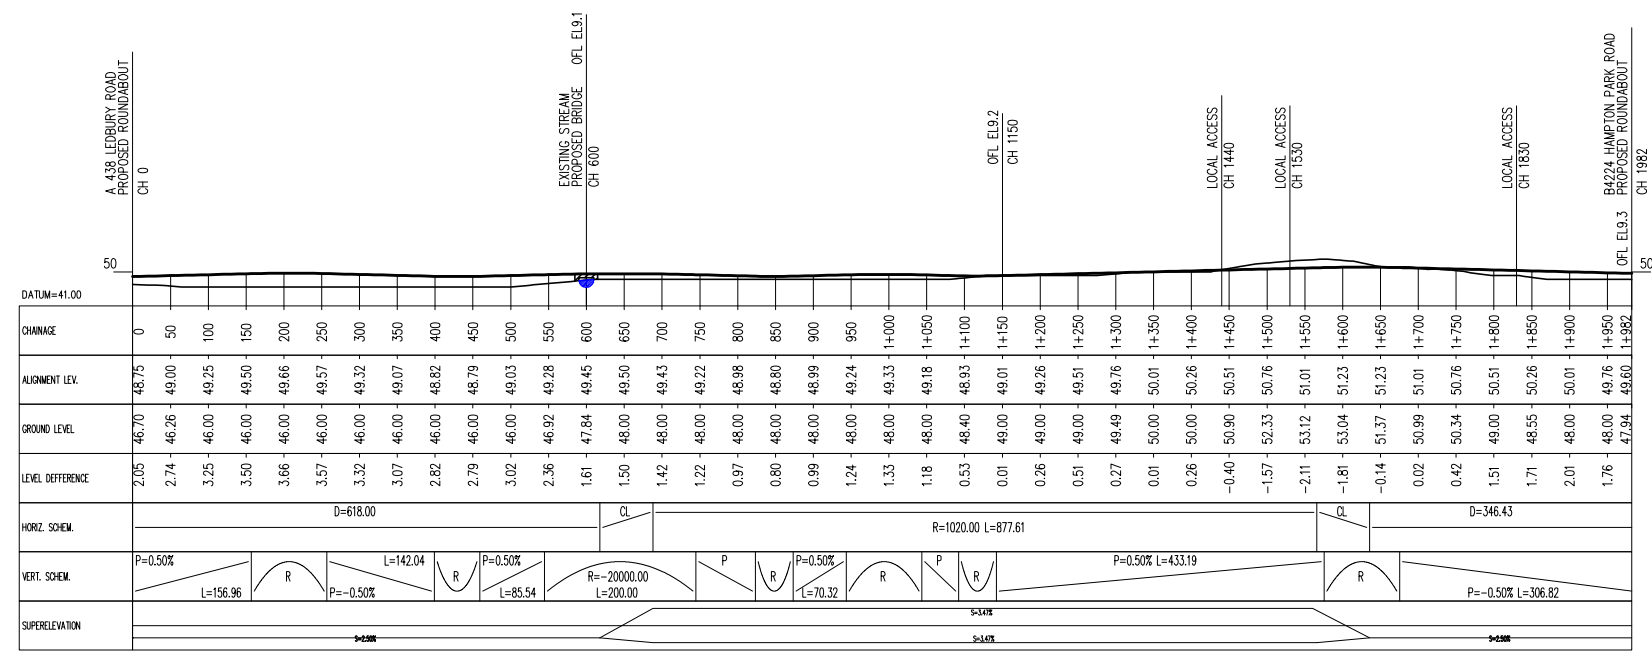 A 438 LEDBURY ROAD
PROPOSED ROUNDABOUT
CH 0
EXISTING STREAM
PROPOSED BRIDGE OFL EL9.1
CH 600
OFL EL9.2
CH 1150
LOCAL ACCESS
CH 1440
LOCAL ACCESS
CH 1530
LOCAL ACCESS
CH 1830
B4224 HAMPTON PARK ROAD
OFL EL9.3 PROPOSED ROUNDABOUT
CH 1982
50
50
DATUM=41.00
CHAINAGE 0 50 100 150 200 250 300 350 400 450 500 550 600 650 700 750 800 850 900 950 1+000 1+050 1+100 1+150 1+200 1+250 1+300 1+350 1+400 1+450 1+500 1+550 1+600 1+650 1+700 1+750 1+800 1+850 1+900 1+950 1+982
ALIGNMENT LEV. 48.75 49.00 49.25 49.50 49.66 49.57 49.32 49.07 48.82 48.79 49.03 49.28 49.45 49.50 49.43 49.22 48.98 48.80 48.99 49.24 49.33 49.18 48.93 49.01 49.26 49.51 49.76 50.01 50.26 50.51 50.76 51.01 51.23 51.23 51.01 50.76 50.51 50.26 50.01 49.76 49.60
GROUND LEVEL 46.70 46.26 46.00 46.00 46.00 46.00 46.00 46.00 46.00 46.00 46.00 46.92 47.84 48.00 48.00 48.00 48.00 48.00 48.00 48.00 48.00 48.00 48.40 49.00 49.00 49.00 49.49 50.00 50.00 50.90 52.33 53.12 53.04 51.37 50.99 50.34 49.00 48.55 48.00 48.00 47.94
LEVEL DEFFERENCE 2.05 2.74 3.25 3.50 3.66 3.57 3.32 3.07 2.82 2.79 3.02 2.36 1.61 1.50 1.42 1.22 0.97 0.80 0.99 1.24 1.33 1.18 0.53 0.01 0.26 0.51 0.27 0.01 0.26 -0.40 -1.57 -2.11 -1.81 -0.14 0.02 0.42 1.51 1.71 2.01 1.76
HORIZ. SCHEM. D=618.00 CL R=1020.00 L=877.61 CL D=346.43
VERT. SCHEM. P=0.50% L=156.96 R P=-0.50% L=142.04 R P=0.50% L=85.54 R=-20000.00 L=200.00 P R P=0.50% L=70.32 R P R P=0.50% L=433.19 R P=-0.50% L=306.82
SUPERELEVATION S=2.50% S=3.47% S=3.47% S=2.50%